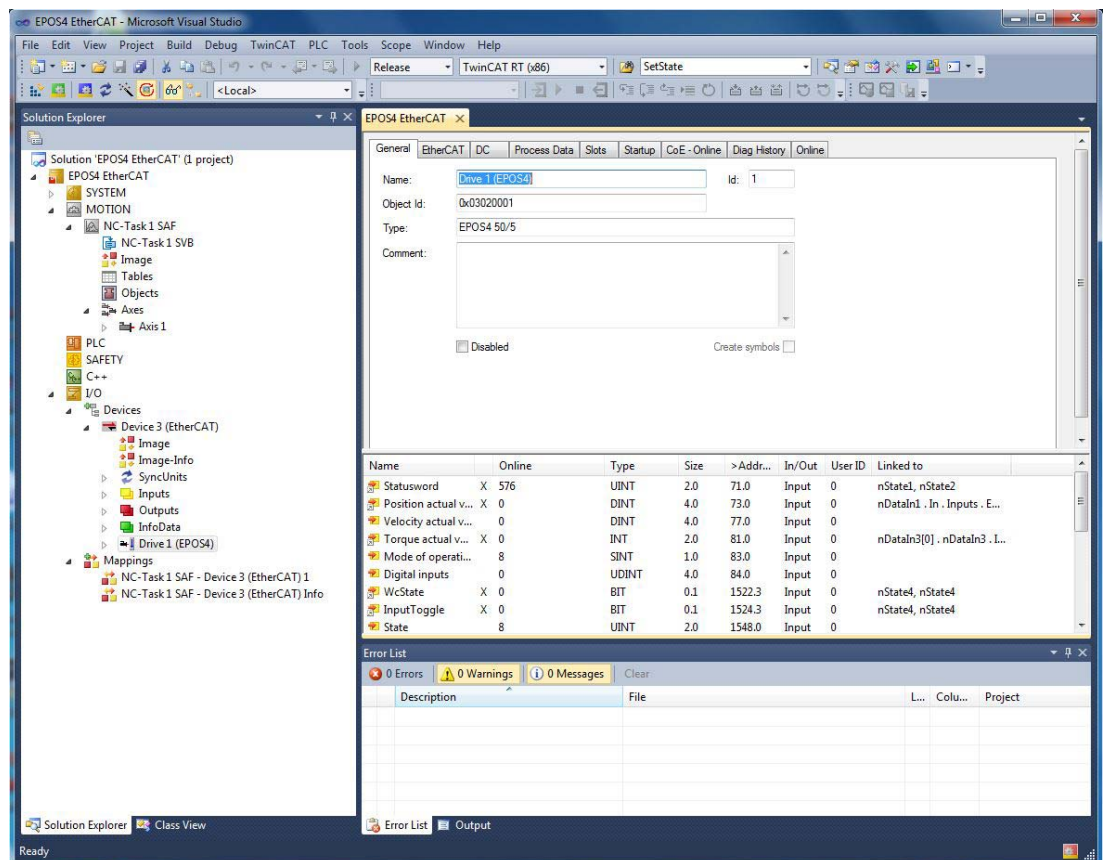 EPOS4 EtherCAT - Microsoft Visual Studio
File Edit View Project Build Debug TwinCAT PLC Tools Scope Window Help
Release TwinCAT RT (x86) SetState
<Local>
Solution Explorer
Solution 'EPOS4 EtherCAT' (1 project)
EPOS4 EtherCAT
SYSTEM
MOTION
NC-Task 1 SAF
NC-Task 1 SVB
Image
Tables
Objects
Axes
Axis 1
PLC
SAFETY
C++
I/O
Devices
Device 3 (EtherCAT)
Image
Image-Info
SyncUnits
Inputs
Outputs
InfoData
Drive 1 (EPOS4)
Mappings
NC-Task 1 SAF - Device 3 (EtherCAT) 1
NC-Task 1 SAF - Device 3 (EtherCAT) Info
Solution Explorer Class View
EPOS4 EtherCAT
General EtherCAT DC Process Data Slots Startup CoE - Online Diag History Online
Name: Drive 1 (EPOS4) Id: 1
Object Id: 0x03020001
Type: EPOS4 50/5
Comment:
Disabled Create symbols
Name Online Type Size >Addr... In/Out User ID Linked to
Statusword X 576 UINT 2.0 71.0 Input 0 nState1, nState2
Position actual v... X 0 DINT 4.0 73.0 Input 0 nDataIn1 . In . Inputs . E...
Velocity actual v... 0 DINT 4.0 77.0 Input 0
Torque actual v... X 0 INT 2.0 81.0 Input 0 nDataIn3[0] . nDataIn3 . I...
Mode of operati... 8 SINT 1.0 83.0 Input 0
Digital inputs 0 UDINT 4.0 84.0 Input 0
WcState X 0 BIT 0.1 1522.3 Input 0 nState4, nState4
InputToggle X 0 BIT 0.1 1524.3 Input 0 nState4, nState4
State 8 UINT 2.0 1548.0 Input 0
Error List
0 Errors 0 Warnings 0 Messages Clear
Description File L... Colu... Project
Error List Output
Ready